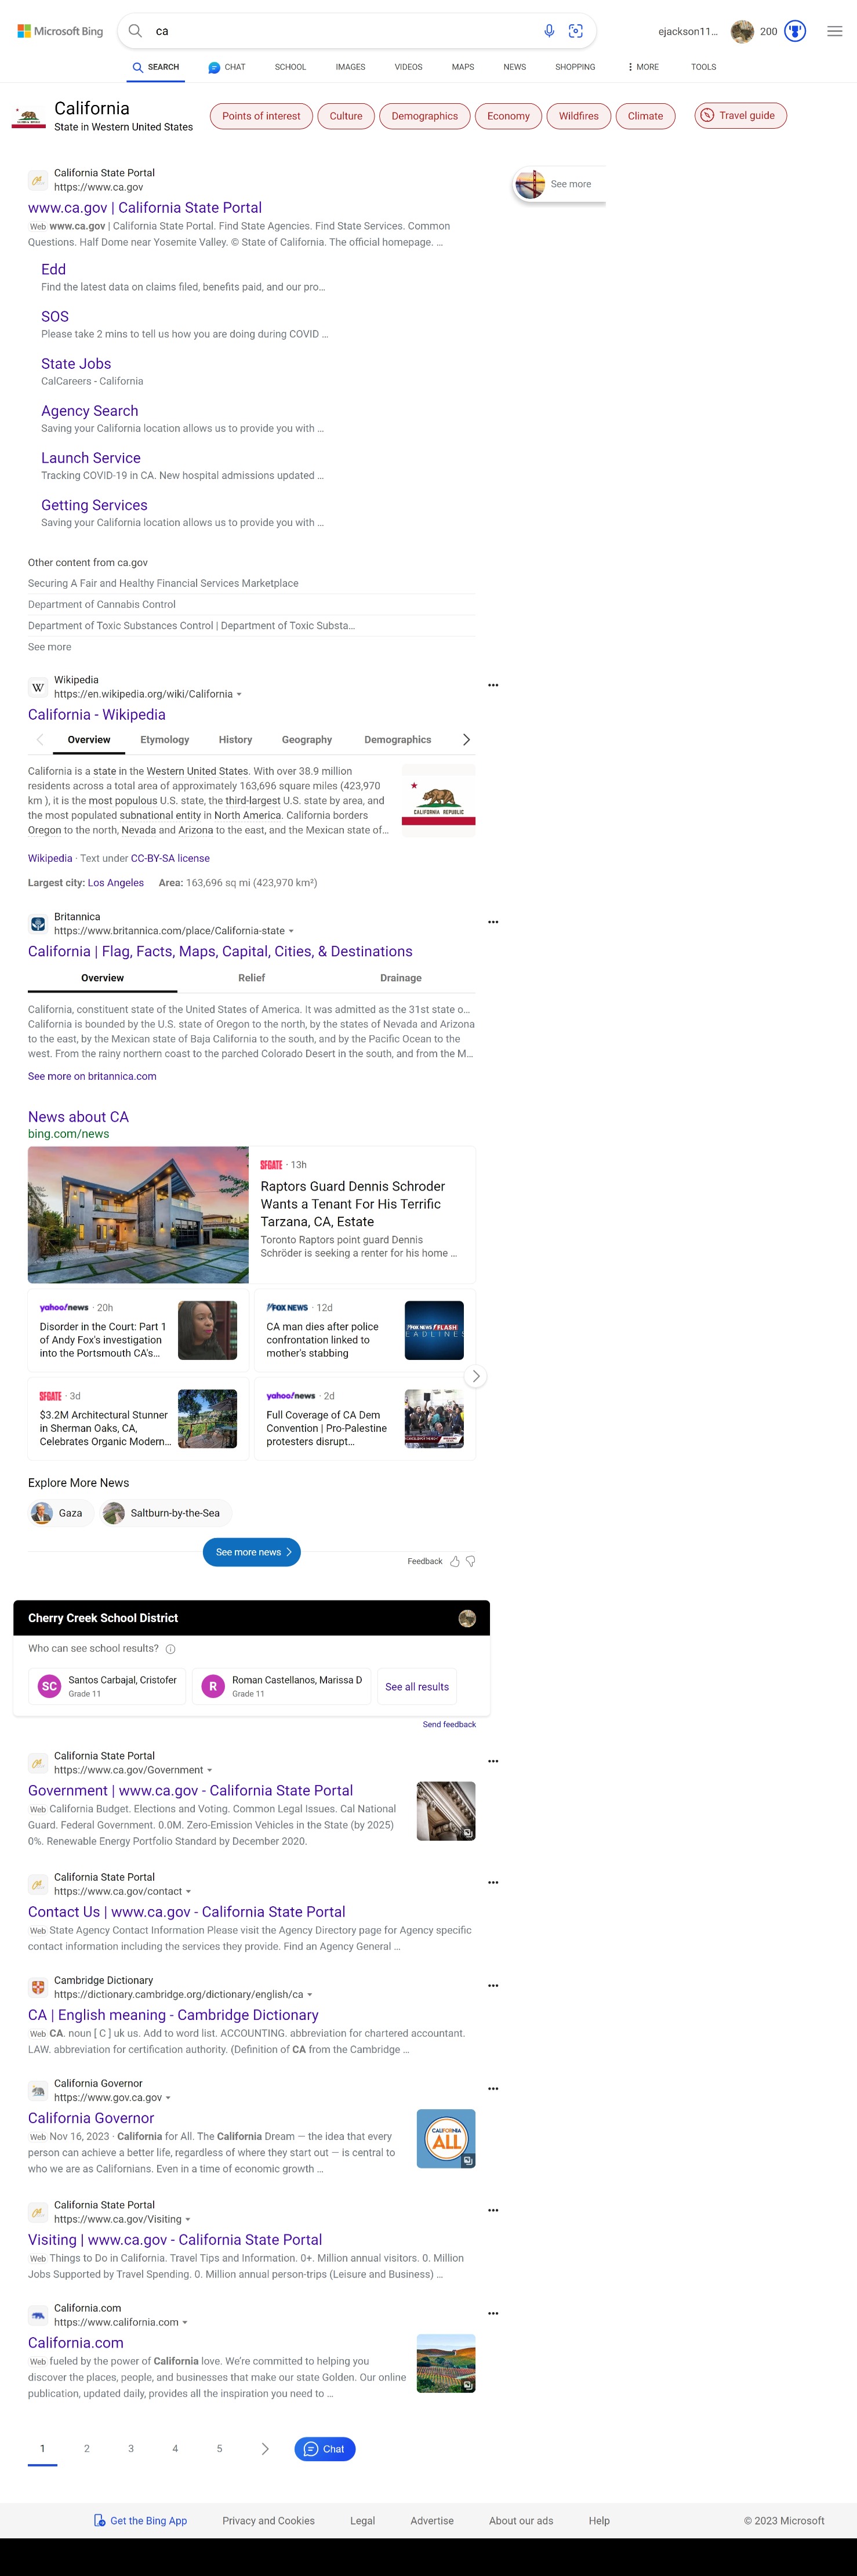 Microsoft Bing
ca
ejackson11...
200
SEARCH
CHAT
SCHOOL
IMAGES
VIDEOS
MAPS
NEWS
SHOPPING
MORE
TOOLS
California
State in Western United States
Points of interest
Culture
Demographics
Economy
Wildfires
Climate
Travel guide
California State Portal
https://www.ca.gov
See more
www.ca.gov | California State Portal
Web www.ca.gov | California State Portal. Find State Agencies. Find State Services. Common
Questions. Half Dome near Yosemite Valley. © State of California. The official homepage. ...
Edd
Find the latest data on claims filed, benefits paid, and our pro...
SOS
Please take 2 mins to tell us how you are doing during COVID ...
State Jobs
CalCareers - California
Agency Search
Saving your California location allows us to provide you with ...
Launch Service
Tracking COVID-19 in CA. New hospital admissions updated ...
Getting Services
Saving your California location allows us to provide you with ...
Other content from ca.gov
Securing A Fair and Healthy Financial Services Marketplace
Department of Cannabis Control
Department of Toxic Substances Control | Department of Toxic Substa...
See more
W
Wikipedia
https://en.wikipedia.org/wiki/California
California - Wikipedia
Overview
Etymology
History
Geography
Demographics
California is a state in the Western United States. With over 38.9 million
residents across a total area of approximately 163,696 square miles (423,970
km ), it is the most populous U.S. state, the third-largest U.S. state by area, and
the most populated subnational entity in North America. California borders
Oregon to the north, Nevada and Arizona to the east, and the Mexican state of...
CALIFORNIA REPUBLIC
Wikipedia · Text under CC-BY-SA license
Largest city: Los Angeles
Area: 163,696 sq mi (423,970 km²)
Britannica
https://www.britannica.com/place/California-state
California | Flag, Facts, Maps, Capital, Cities, & Destinations
Overview
Relief
Drainage
California, constituent state of the United States of America. It was admitted as the 31st state o...
California is bounded by the U.S. state of Oregon to the north, by the states of Nevada and Arizona
to the east, by the Mexican state of Baja California to the south, and by the Pacific Ocean to the
west. From the rainy northern coast to the parched Colorado Desert in the south, and from the M...
See more on britannica.com
News about CA
bing.com/news
SFGATE · 13h
Raptors Guard Dennis Schroder
Wants a Tenant For His Terrific
Tarzana, CA, Estate
Toronto Raptors point guard Dennis
Schröder is seeking a renter for his home ...
yahoo!news · 20h
Disorder in the Court: Part 1
of Andy Fox's investigation
into the Portsmouth CA's...
FOX NEWS · 12d
CA man dies after police
confrontation linked to
mother's stabbing
FOX NEWS FLASH
EADLINES
SFGATE · 3d
$3.2M Architectural Stunner
in Sherman Oaks, CA,
Celebrates Organic Modern...
yahoo!news · 2d
Full Coverage of CA Dem
Convention | Pro-Palestine
protesters disrupt...
Explore More News
Gaza
Saltburn-by-the-Sea
See more news
Feedback
Cherry Creek School District
Who can see school results?
SC
Santos Carbajal, Cristofer
Grade 11
R
Roman Castellanos, Marissa D
Grade 11
See all results
Send feedback
California State Portal
https://www.ca.gov/Government
Government | www.ca.gov - California State Portal
Web California Budget. Elections and Voting. Common Legal Issues. Cal National
Guard. Federal Government. 0.0M. Zero-Emission Vehicles in the State (by 2025)
0%. Renewable Energy Portfolio Standard by December 2020.
California State Portal
https://www.ca.gov/contact
Contact Us | www.ca.gov - California State Portal
Web State Agency Contact Information Please visit the Agency Directory page for Agency specific
contact information including the services they provide. Find an Agency General ...
Cambridge Dictionary
https://dictionary.cambridge.org/dictionary/english/ca
CA | English meaning - Cambridge Dictionary
Web CA. noun [ C ] uk us. Add to word list. ACCOUNTING. abbreviation for chartered accountant.
LAW. abbreviation for certification authority. (Definition of CA from the Cambridge ...
California Governor
https://www.gov.ca.gov
California Governor
Web Nov 16, 2023 · California for All. The California Dream — the idea that every
person can achieve a better life, regardless of where they start out — is central to
who we are as Californians. Even in a time of economic growth ...
CALIFORNIA
ALL
California State Portal
https://www.ca.gov/Visiting
Visiting | www.ca.gov - California State Portal
Web Things to Do in California. Travel Tips and Information. 0+. Million annual visitors. 0. Million
Jobs Supported by Travel Spending. 0. Million annual person-trips (Leisure and Business) ...
California.com
https://www.california.com
California.com
Web fueled by the power of California love. We're committed to helping you
discover the places, people, and businesses that make our state Golden. Our online
publication, updated daily, provides all the inspiration you need to ...
1
2
3
4
5
Chat
Get the Bing App
Privacy and Cookies
Legal
Advertise
About our ads
Help
© 2023 Microsoft